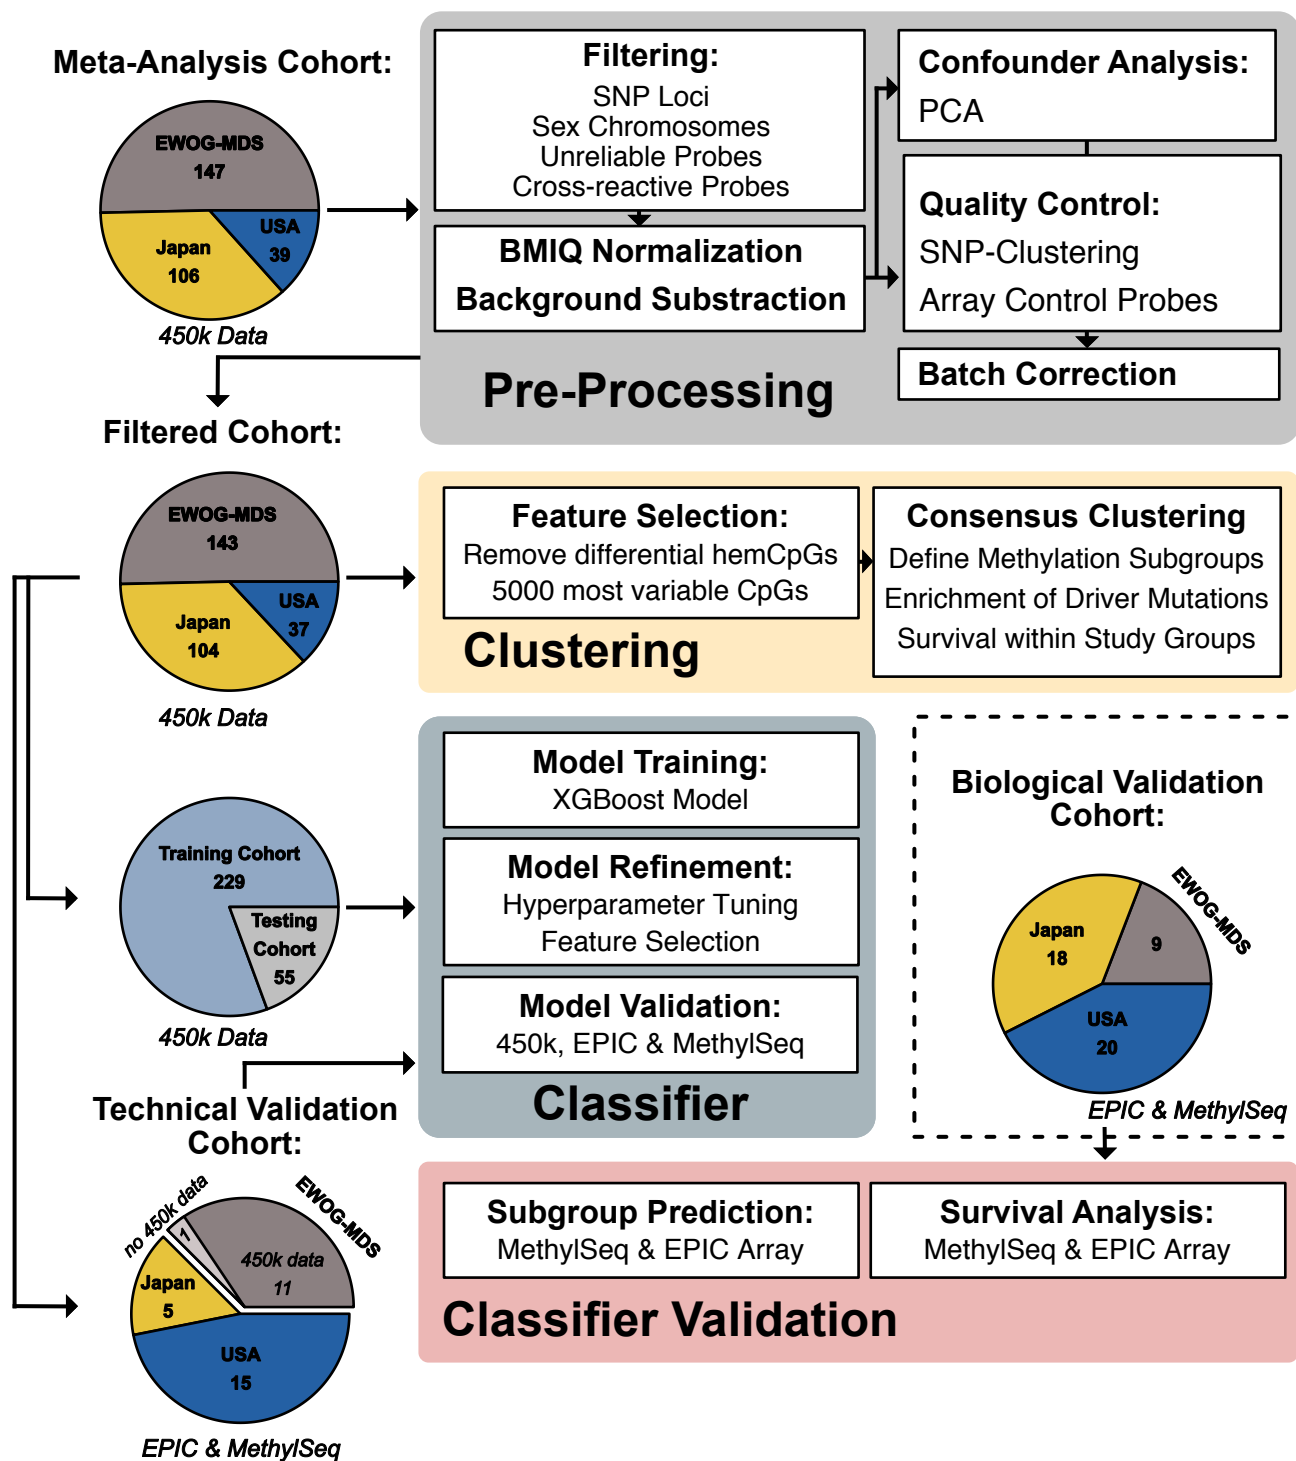 Meta-Analysis Cohort:
EWOG-MDS
147
USA
39
Japan
106
450k Data
Filtering:
SNP Loci
Sex Chromosomes
Unreliable Probes
Cross-reactive Probes
BMIQ Normalization
Background Substraction
Confounder Analysis:
PCA
Quality Control:
SNP-Clustering
Array Control Probes
Batch Correction
Pre-Processing
Filtered Cohort:
EWOG-MDS
143
USA
37
Japan
104
450k Data
Feature Selection:
Remove differential hemCpGs
5000 most variable CpGs
Consensus Clustering
Define Methylation Subgroups
Enrichment of Driver Mutations
Survival within Study Groups
Clustering
Training Cohort
229
Testing
Cohort
55
450k Data
Model Training:
XGBoost Model
Model Refinement:
Hyperparameter Tuning
Feature Selection
Model Validation:
450k, EPIC & MethylSeq
Classifier
Biological Validation
Cohort:
EWOG-MDS
9
Japan
18
USA
20
EPIC & MethylSeq
Technical Validation
Cohort:
no 450k data
1
EWOG-MDS
450k data
11
Japan
5
USA
15
EPIC & MethylSeq
Subgroup Prediction:
MethylSeq & EPIC Array
Survival Analysis:
MethylSeq & EPIC Array
Classifier Validation